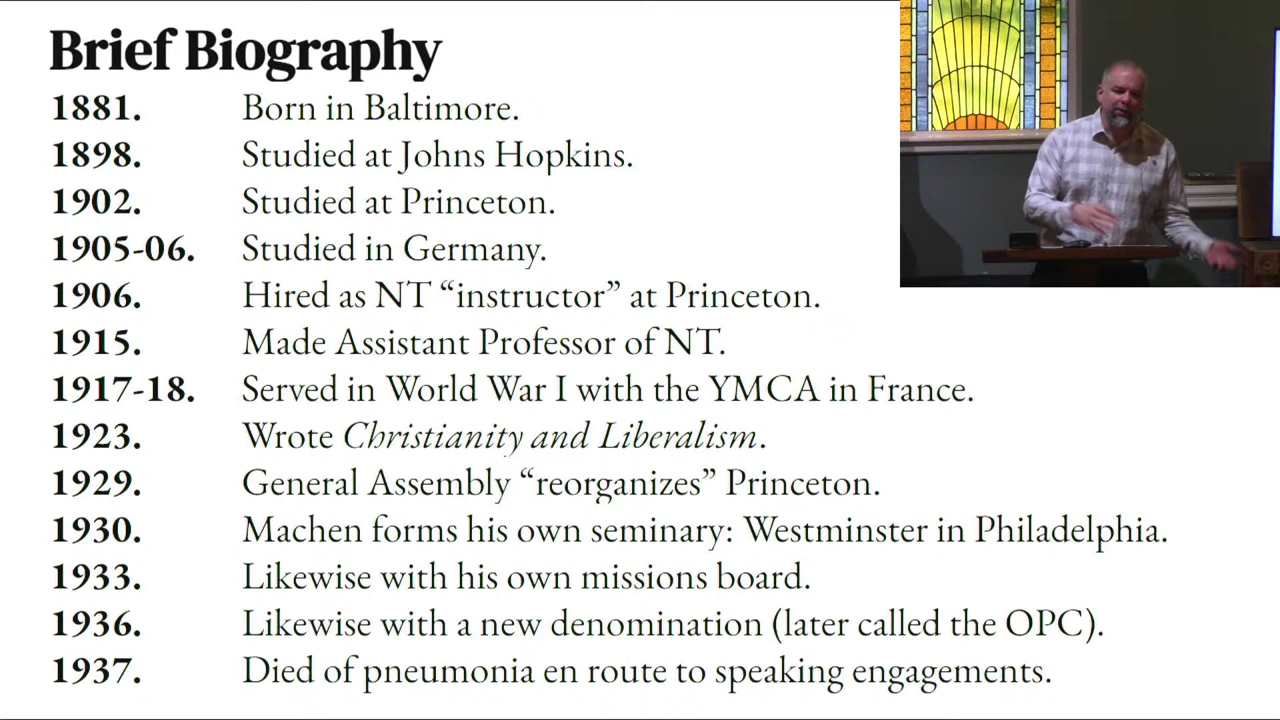 Brief Biography
1881. Born in Baltimore.
1898. Studied at Johns Hopkins.
1902. Studied at Princeton.
1905-06. Studied in Germany.
1906. Hired as NT “instructor” at Princeton.
1915. Made Assistant Professor of NT.
1917-18. Served in World War I with the YMCA in France.
1923. Wrote Christianity and Liberalism.
1929. General Assembly “reorganizes” Princeton.
1930. Machen forms his own seminary: Westminster in Philadelphia.
1933. Likewise with his own missions board.
1936. Likewise with a new denomination (later called the OPC).
1937. Died of pneumonia en route to speaking engagements.